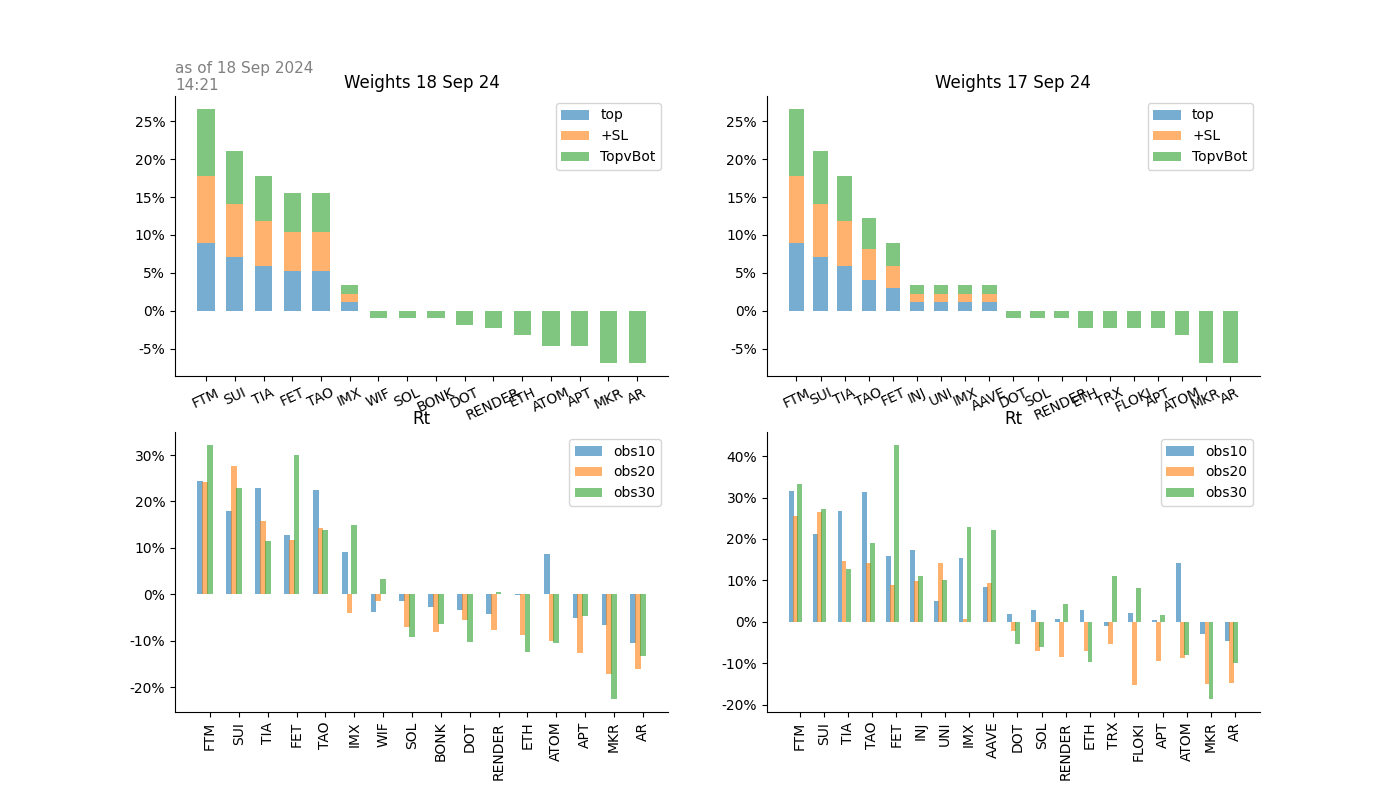 as of 18 Sep 2024
14:21
Weights 18 Sep 24
25%
20%
15%
10%
5%
0%
-5%
top
+SL
TopvBot
FTM SUI TIA FET TAO IMX WIF SOL BONK DOT RENDER ETH ATOM APT MKR AR
Weights 17 Sep 24
25%
20%
15%
10%
5%
0%
-5%
top
+SL
TopvBot
FTM SUI TIA TAO FET INJ UNI IMX AAVE DOT SOL RENDER ETH TRX FLOKI APT ATOM MKR AR
Rt
30%
20%
10%
0%
-10%
-20%
obs10
obs20
obs30
FTM SUI TIA FET TAO IMX WIF SOL BONK DOT RENDER ETH ATOM APT MKR AR
Rt
40%
30%
20%
10%
0%
-10%
-20%
obs10
obs20
obs30
FTM SUI TIA TAO FET INJ UNI IMX AAVE DOT SOL RENDER ETH TRX FLOKI APT ATOM MKR AR